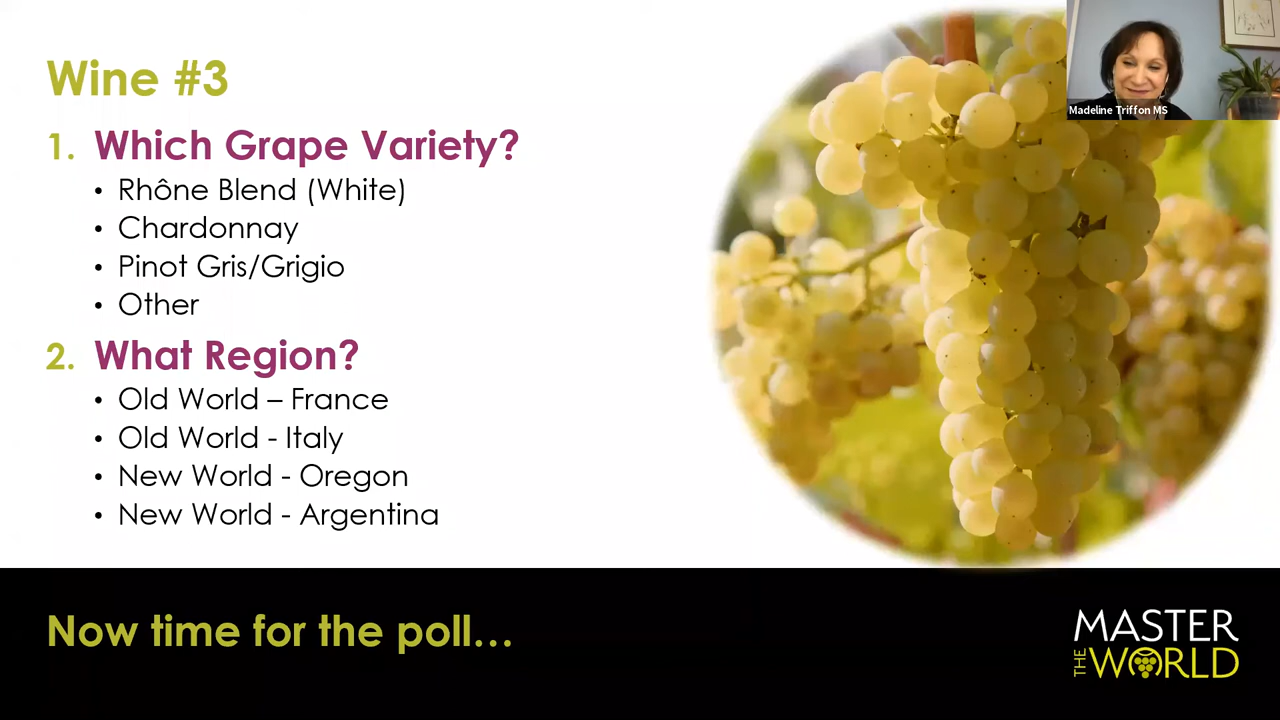 Wine #3
1. Which Grape Variety?
• Rhône Blend (White)
• Chardonnay
• Pinot Gris/Grigio
• Other
2. What Region?
• Old World – France
• Old World - Italy
• New World - Oregon
• New World - Argentina
Madeline Triffon MS
Now time for the poll...
MASTER
THE WORLD